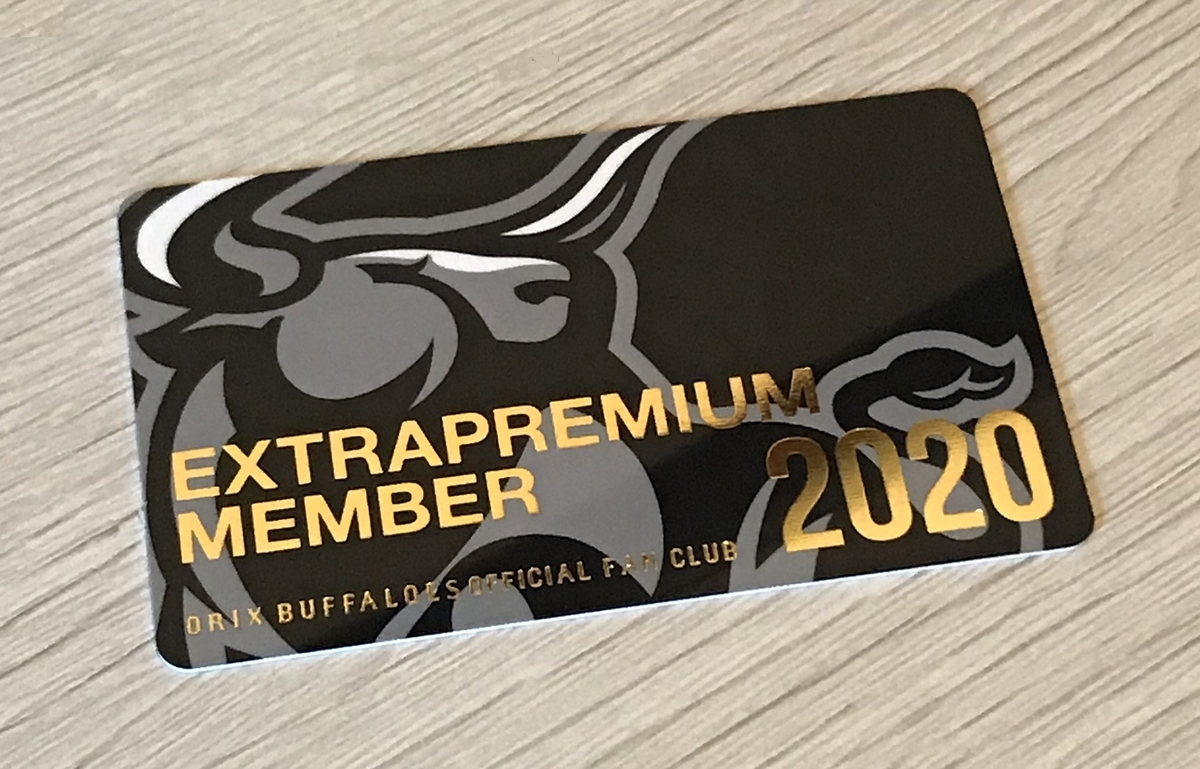 EXTRAPREMIUM
MEMBER
2020
ORIX BUFFALOES OFFICIAL FAN CLUB